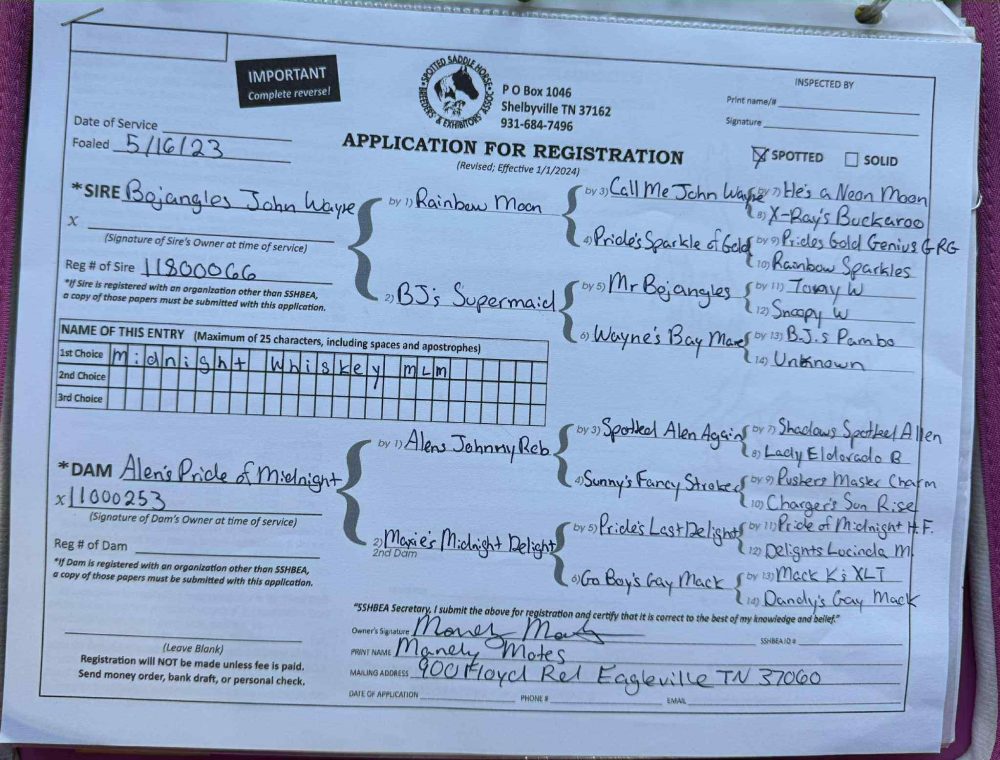 IMPORTANT
Complete reverse!
SPOTTED SADDLE HORSE
BREEDERS' & EXHIBITORS' ASSOC.
P O Box 1046
Shelbyville TN 37162
931-684-7496
INSPECTED BY
Print name/#
Signature
Date of Service
Foaled 5/16/23
APPLICATION FOR REGISTRATION
(Revised; Effective 1/1/2024)
SPOTTED
SOLID
*SIRE Bojangles John Wayne
x
(Signature of Sire's Owner at time of service)
Reg # of Sire 11800066
*If Sire is registered with an organization other than SSHBEA,
a copy of those papers must be submitted with this application.
by 1) Rainbow Moon
2) BJ's Supermaid
by 3) Call Me John Wayne
4) Pride's Sparkle of Gold
by 5) Mr Bojangles
6) Wayne's Bay Mare
by 7) He's a Neon Moon
8) X-Ray's Buckaroo
by 9) Prides Gold Genius GRG
10) Rainbow Sparkles
by 11) W
12) Snoopy W
by 13) B.J.s Pambo
14) Unknown
NAME OF THIS ENTRY (Maximum of 25 characters, including spaces and apostrophes)
1st Choice Midnight Whiskey MLM
2nd Choice
3rd Choice
*DAM Alen's Pride of Midnight
x 11000253
(Signature of Dam's Owner at time of service)
Reg # of Dam
*If Dam is registered with an organization other than SSHBEA,
a copy of those papers must be submitted with this application.
by 1) Alens Johnny Reb
2) Maxie's Midnight Delight
2nd Dam
by 3) Spotted Alen Again
4) Sunny's Fancy Stroker
by 5) Pride's Last Delight
6) Go Boy's Gay Mack
by 7) Shadows Spotted Allen
8) Lady Eldorado B
by 9) Pushers Master Charm
10) Charger's Sun Rise
by 11) Pride of Midnight H.F.
12) Delights Lucinda M.
by 13) Mack K's XLT
14) Dandy's Gay Mack
"SSHBEA Secretary, I submit the above for registration and certify that it is correct to the best of my knowledge and belief."
Owner's Signature
SSHBEA ID #
PRINT NAME Mandy Motes
MAILING ADDRESS 900 Floyd Rd Eagleville TN 37060
DATE OF APPLICATION
PHONE #
EMAIL
(Leave Blank)
Registration will NOT be made unless fee is paid.
Send money order, bank draft, or personal check.